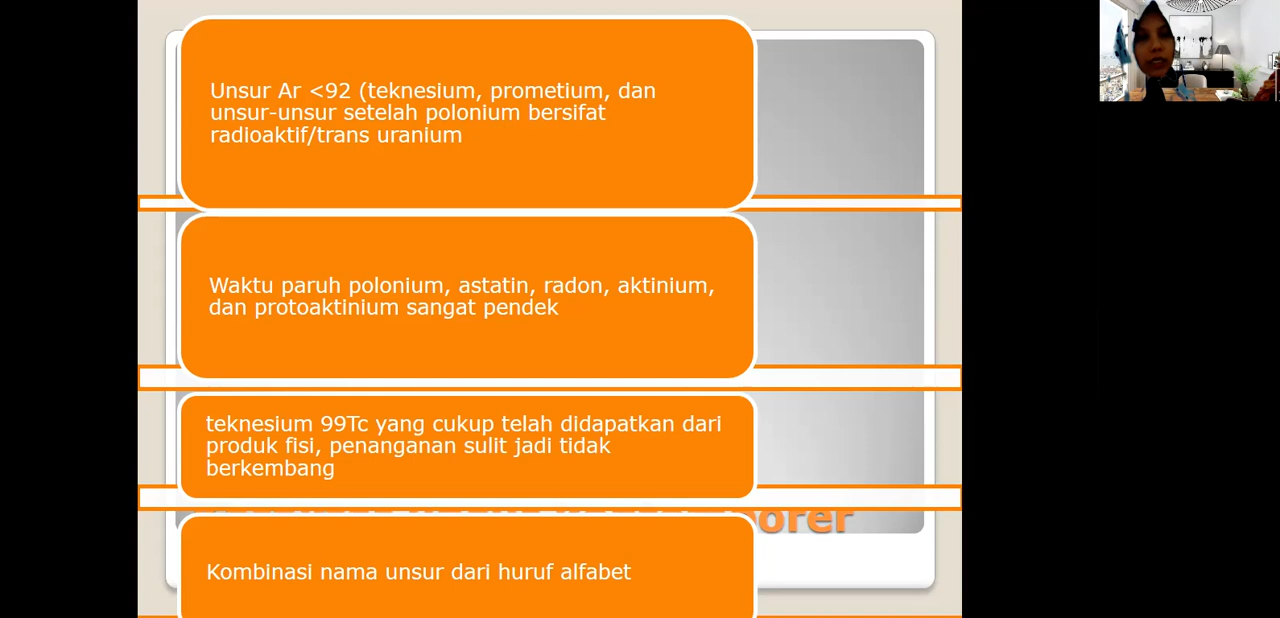 Unsur Ar <92 (teknesium, prometium, dan
unsur-unsur setelah polonium bersifat
radioaktif/trans uranium
Waktu paruh polonium, astatin, radon, aktinium,
dan protoaktinium sangat pendek
teknesium 99Tc yang cukup telah didapatkan dari
produk fisi, penanganan sulit jadi tidak
berkembang
Kombinasi nama unsur dari huruf alfabet